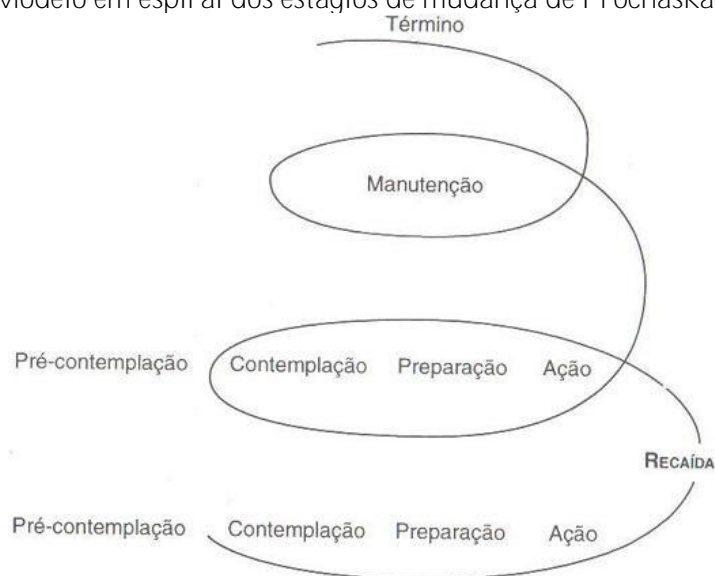 Modelo em espiral dos estágios de mudança de Prochaska
Término
Manutenção
Pré-contemplação Contemplação Preparação Ação
RECAÍDA
Pré-contemplação Contemplação Preparação Ação